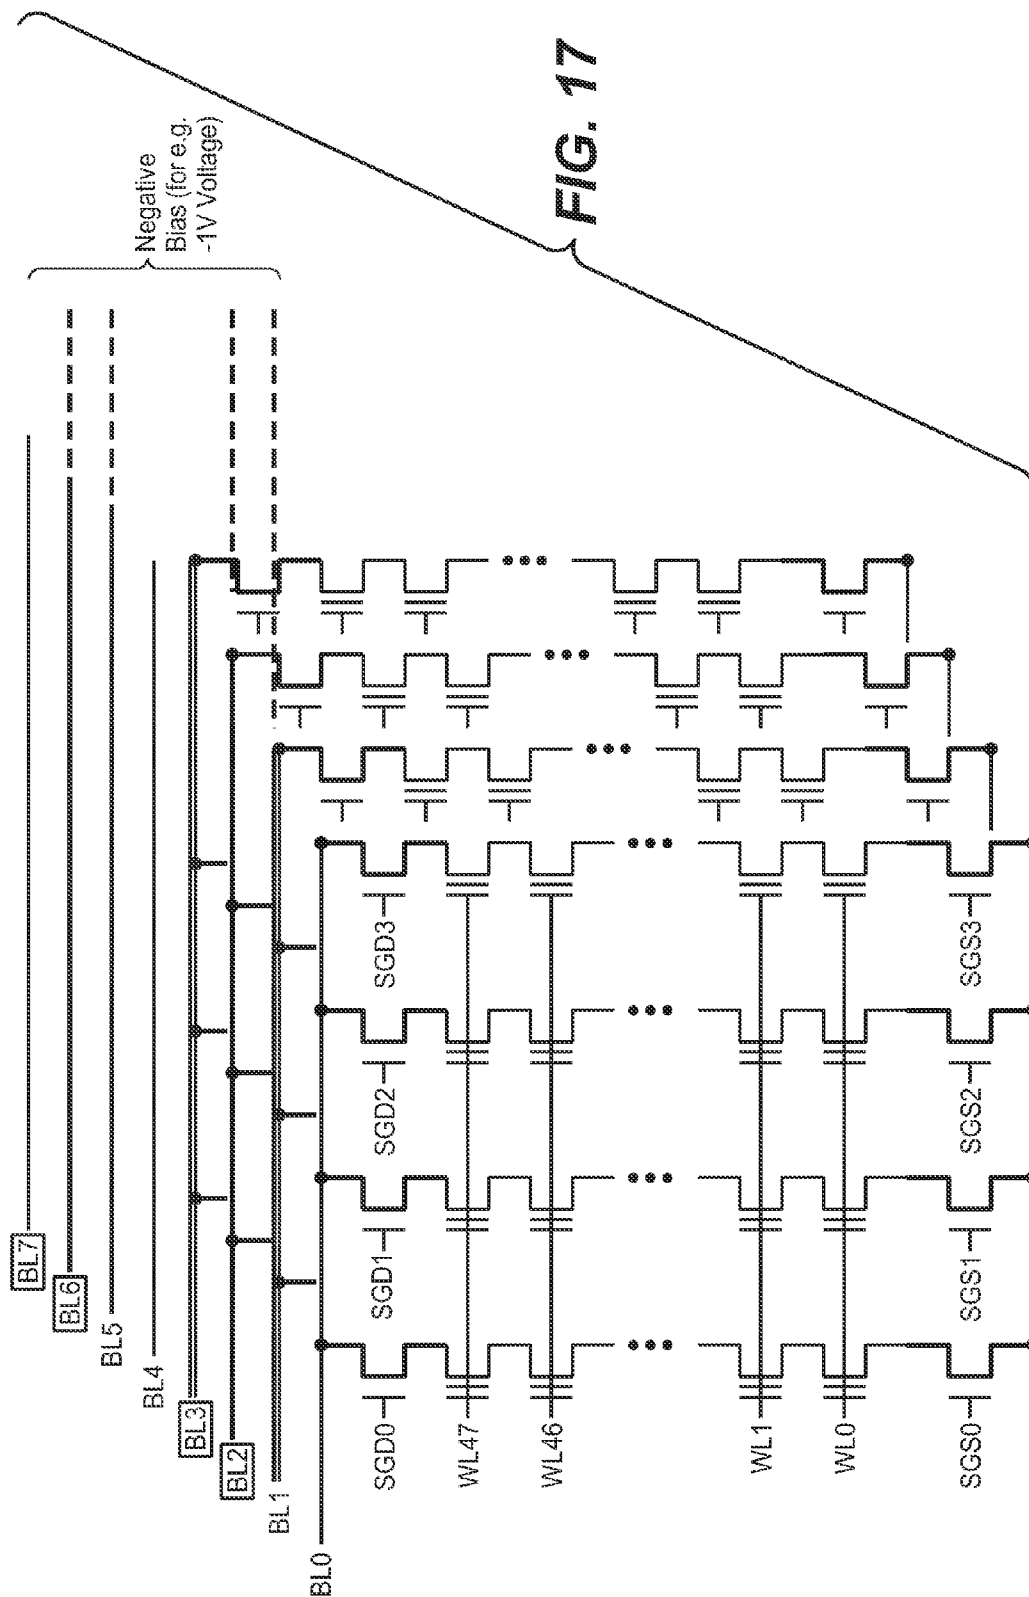 FIG. 17
Negative
Bias (for e.g.
-1V Voltage)
BL7
BL6
BL5
BL4
BL3
BL2
BL1
BL0
SGD0
SGD1
SGD2
SGD3
WL47
WL46
WL1
WL0
SGS0
SGS1
SGS2
SGS3